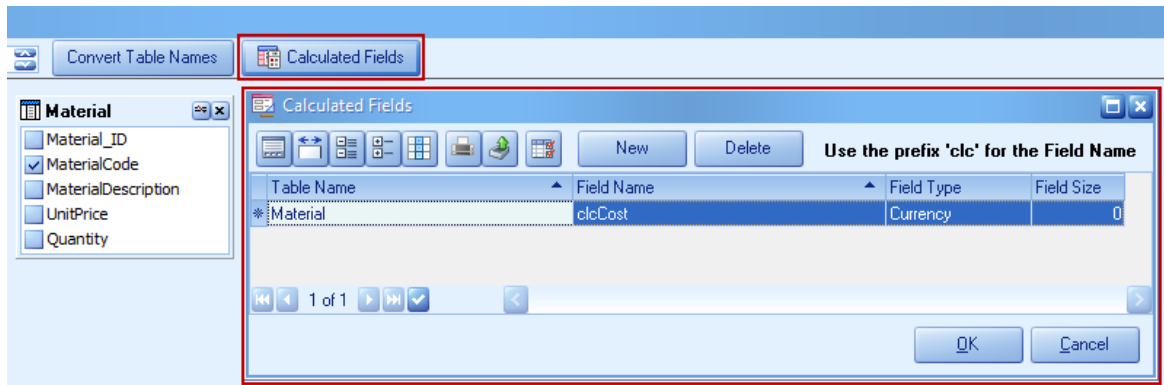 Convert Table Names
Calculated Fields
Material
Material_ID
MaterialCode
MaterialDescription
UnitPrice
Quantity
Calculated Fields
New
Delete
Use the prefix 'clc' for the Field Name
Table Name
Field Name
Field Type
Field Size
Material
clcCost
Currency
0
1 of 1
OK
Cancel